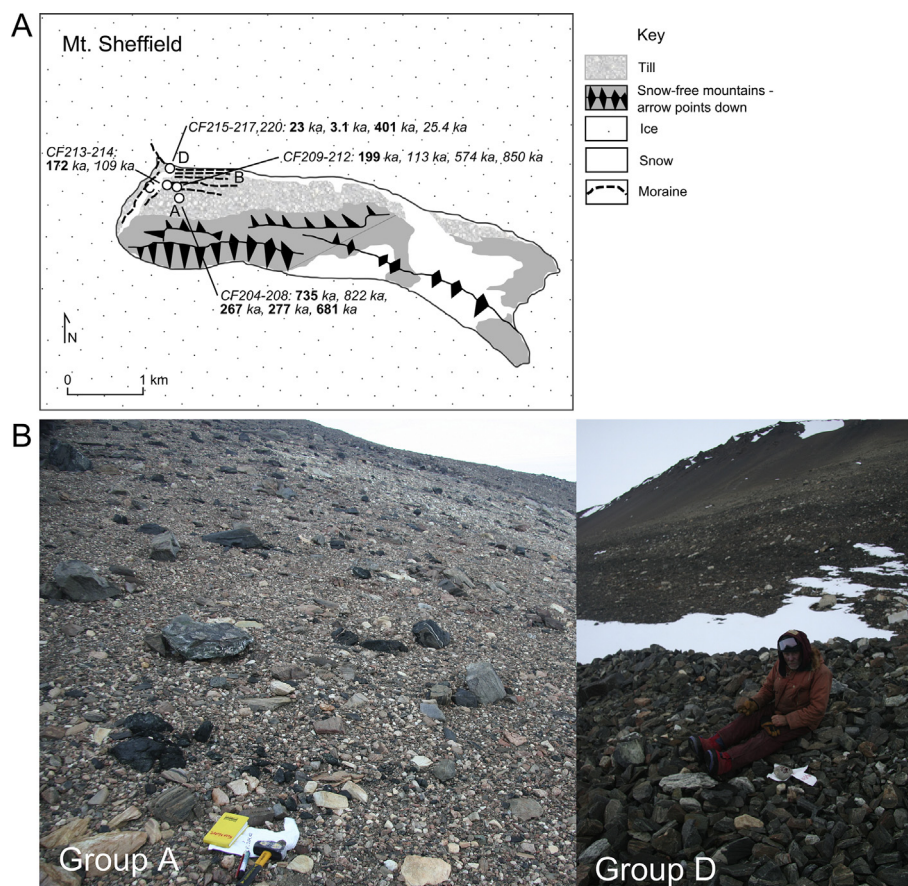 A
Mt. Sheffield
CF215-217,220: 23 ka, 3.1 ka, 401 ka, 25.4 ka
CF213-214:
172 ka, 109 ka
D
CF209-212: 199 ka, 113 ka, 574 ka, 850 ka
B
A
CF204-208: 735 ka, 822 ka,
267 ka, 277 ka, 681 ka
N
0 1 km
Key
Till
Snow-free mountains -
arrow points down
Ice
Snow
Moraine
B
Group A
Group D